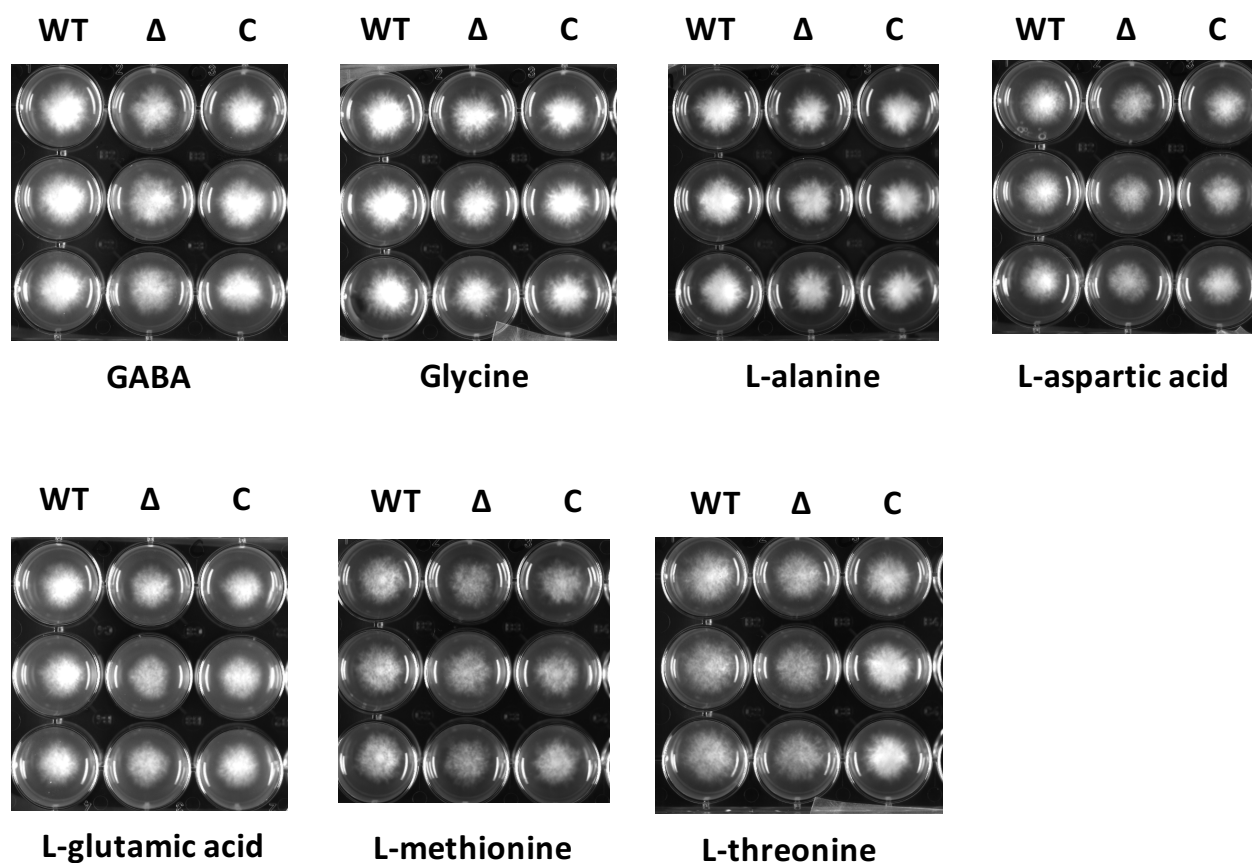 WT Δ C
WT Δ C
WT Δ C
WT Δ C
GABA
Glycine
L-alanine
L-aspartic acid
WT Δ C
WT Δ C
WT Δ C
L-glutamic acid
L-methionine
L-threonine